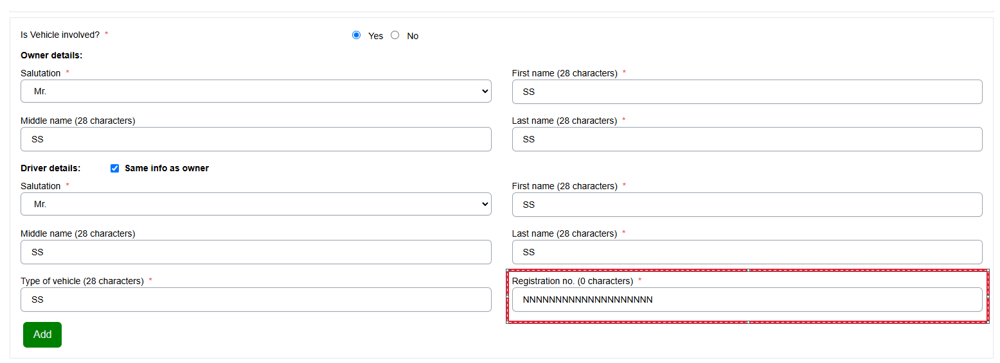 Is Vehicle involved? * Yes No
Owner details:
Salutation * First name (28 characters) *
Mr. SS
Middle name (28 characters) Last name (28 characters) *
SS SS
Driver details: Same info as owner
Salutation * First name (28 characters) *
Mr. SS
Middle name (28 characters) Last name (28 characters) *
SS SS
Type of vehicle (28 characters) * Registration no. (0 characters) *
SS NNNNNNNNNNNNNNNNNNNN
Add